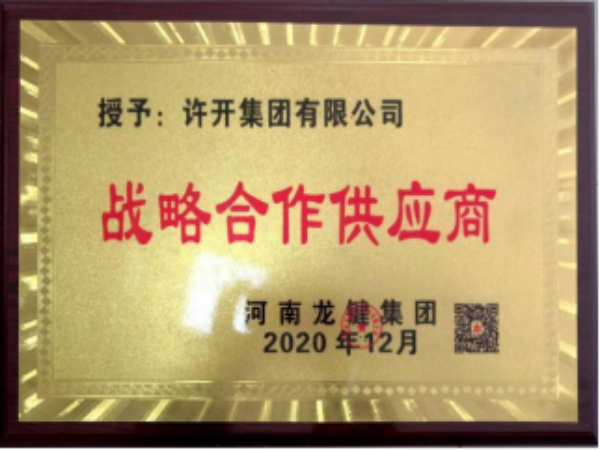 授予：许开集团有限公司
战略合作供应商
河南龙健集团
2020年12月